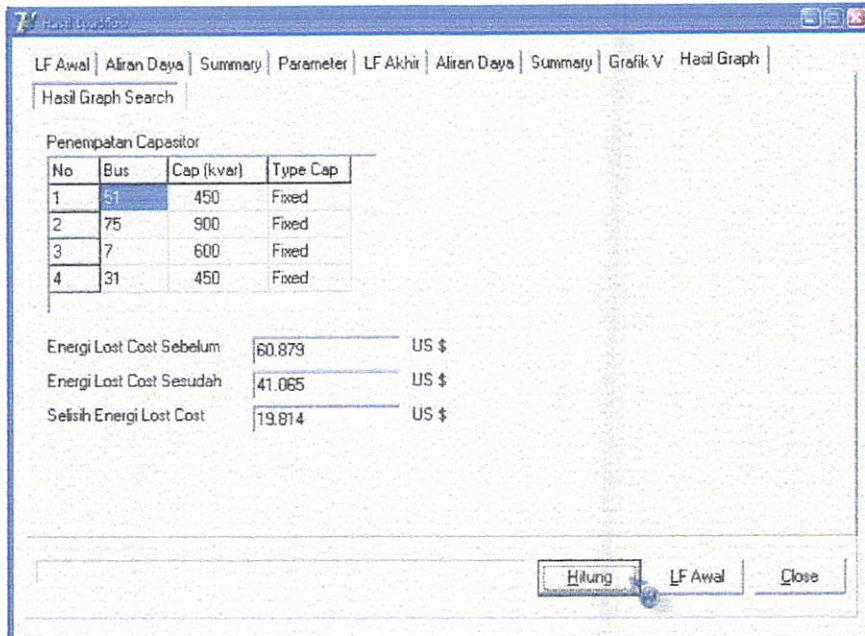 Hasil Loadflow
LF Awal Aliran Daya Summary Parameter LF Akhir Aliran Daya Summary Grafik V Hasil Graph
Hasil Graph Search
Penempatan Capasitor
No Bus Cap (kvar) Type Cap
1 51 450 Fixed
2 75 900 Fixed
3 7 600 Fixed
4 31 450 Fixed
Energi Lost Cost Sebelum 60.879 US $
Energi Lost Cost Sesudah 41.065 US $
Selisih Energi Lost Cost 19.814 US $
Hitung LF Awal Close